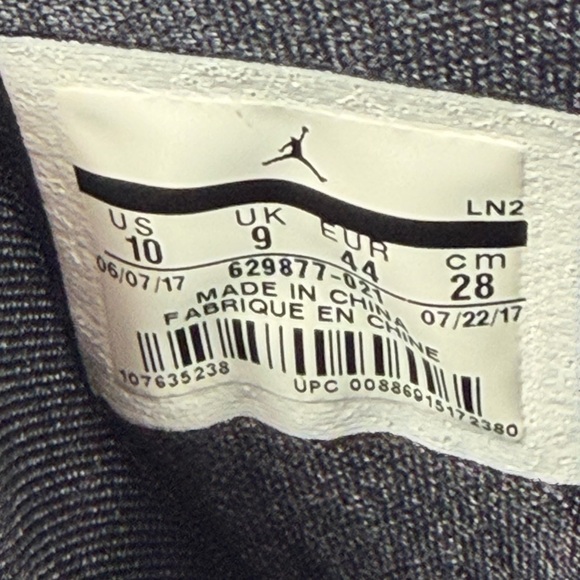 LN2
US UK EUR cm
10 9 44 28
06/07/17 629877-021 07/22/17
MADE IN CHINA
FABRIQUE EN CHINE
107635238 UPC 00886915172380